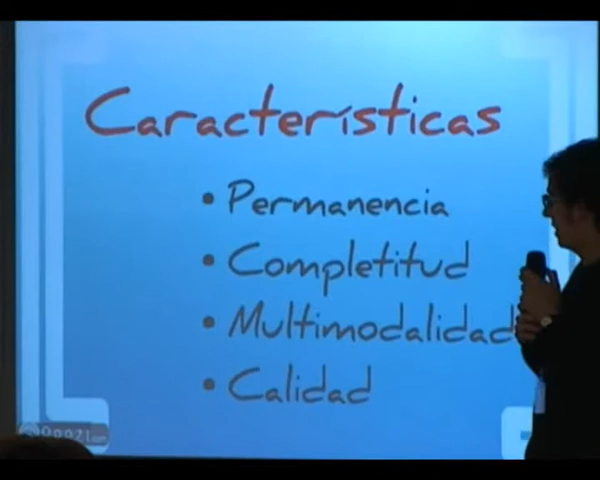 Características
• Permanencia
• Completitud
• Multimodalidad
• Calidad